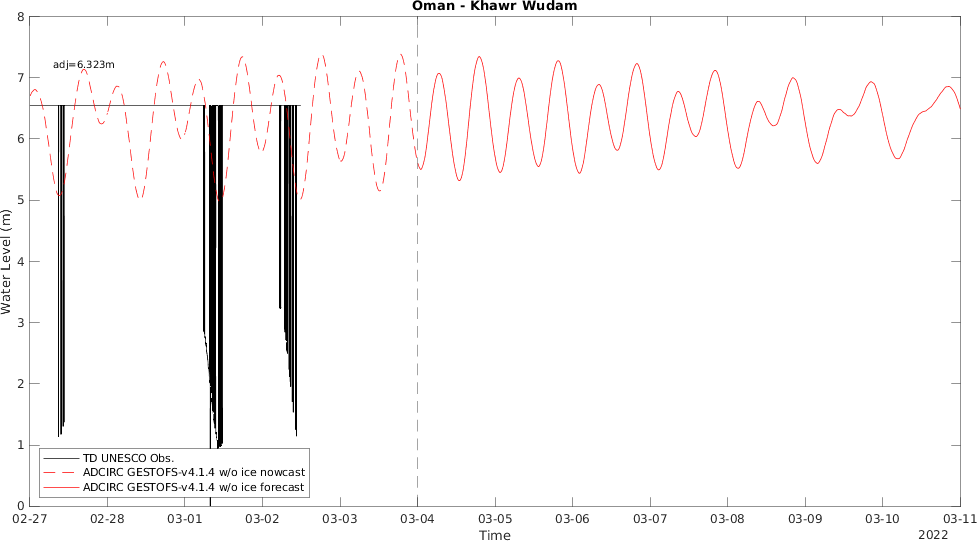 Oman - Khawr Wudam
8
7
6
5
4
3
2
1
0
Water Level (m)
adj=6.323m
TD UNESCO Obs.
ADCIRC GESTOFS-v4.1.4 w/o ice nowcast
ADCIRC GESTOFS-v4.1.4 w/o ice forecast
02-27 02-28 03-01 03-02 03-03 03-04 03-05 03-06 03-07 03-08 03-09 03-10 03-11
Time
2022